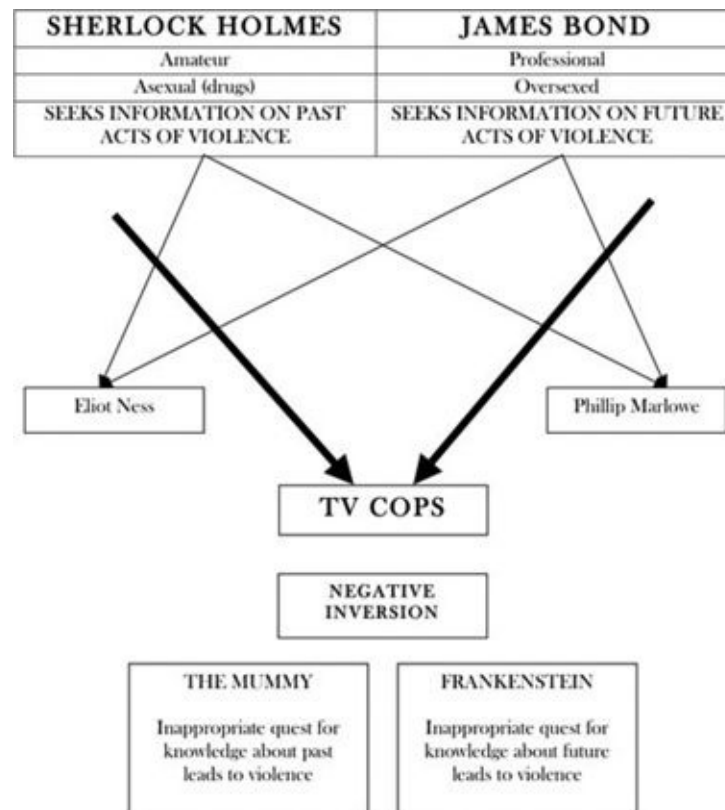 SHERLOCK HOLMES
JAMES BOND
Amateur
Professional
Asexual (drugs)
Oversexed
SEEKS INFORMATION ON PAST
ACTS OF VIOLENCE
SEEKS INFORMATION ON FUTURE
ACTS OF VIOLENCE
Eliot Ness
Phillip Marlowe
TV COPS
NEGATIVE
INVERSION
THE MUMMY
Inappropriate quest for
knowledge about past
leads to violence
FRANKENSTEIN
Inappropriate quest for
knowledge about future
leads to violence